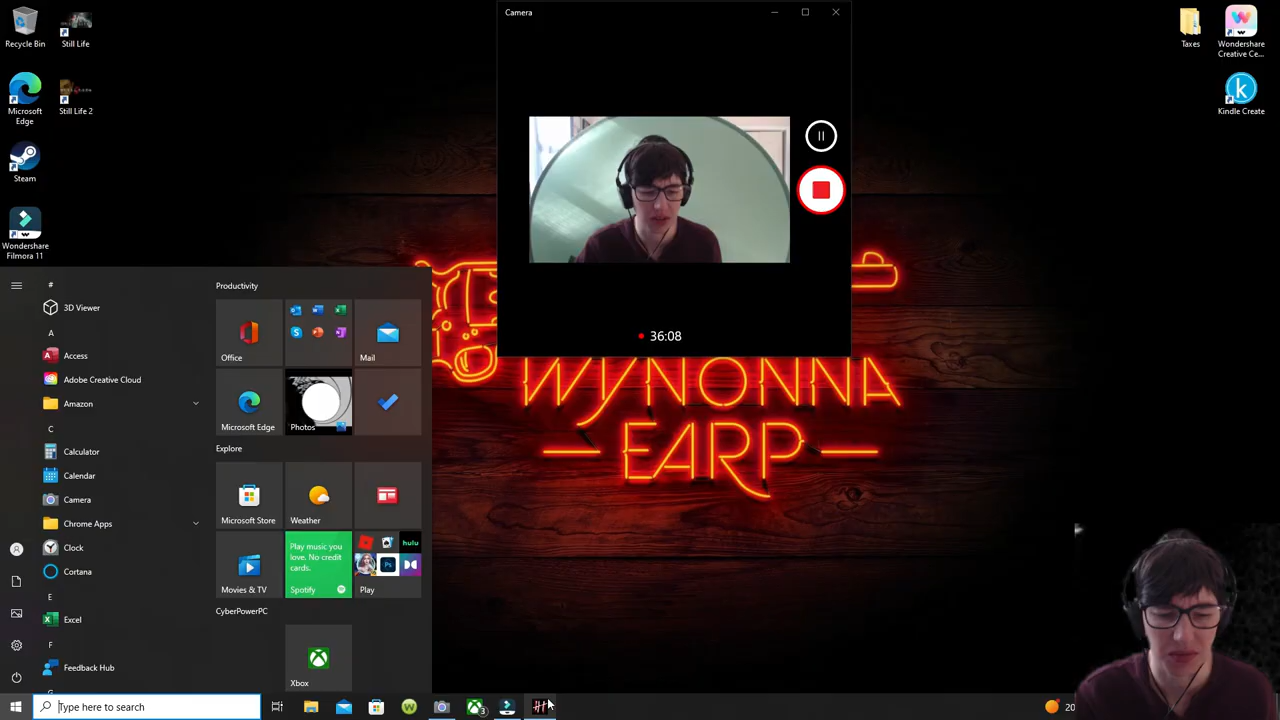 Recycle Bin
Still Life
Microsoft
Edge
Still Life 2
Steam
Wondershare
Filmora 11
Camera
36:08
Taxes
Wondershare
Creative Ce...
Kindle Create
WYNONNA
EARP
#
3D Viewer
A
Access
Adobe Creative Cloud
Amazon
C
Calculator
Calendar
Camera
Chrome Apps
Clock
Cortana
E
Excel
F
Feedback Hub
Productivity
Office
Mail
Microsoft Edge
Photos
Explore
Microsoft Store
Weather
Movies & TV
Play music you
love. No credit
cards.
Spotify
hulu
Play
CyberPowerPC
Xbox
Type here to search
3
20